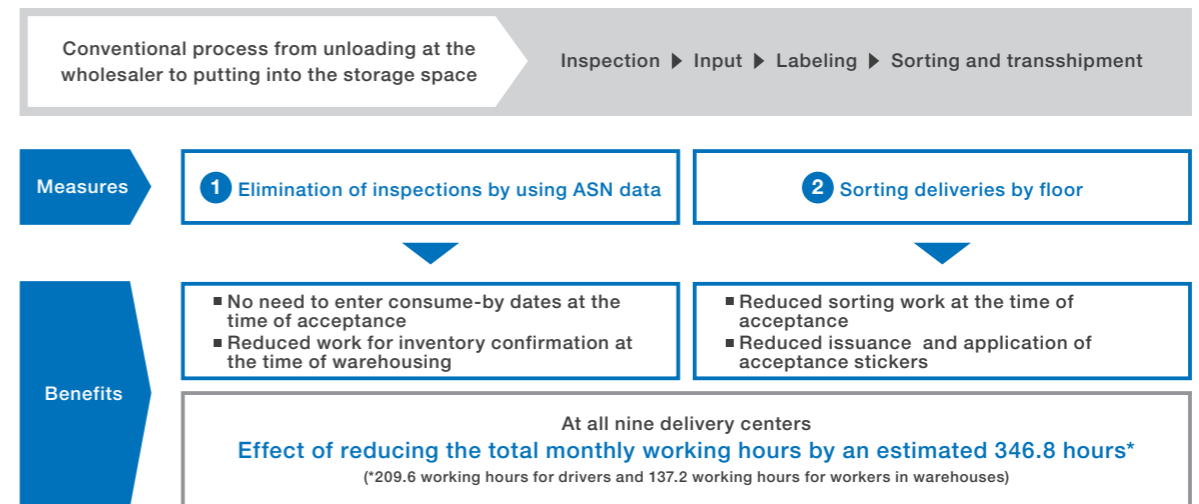 Conventional process from unloading at the
wholesaler to putting into the storage space
Inspection ▶ Input ▶ Labeling ▶ Sorting and transshipment
Measures
1 Elimination of inspections by using ASN data
2 Sorting deliveries by floor
Benefits
■ No need to enter consume-by dates at the
time of acceptance
■ Reduced work for inventory confirmation at
the time of warehousing
■ Reduced sorting work at the time of
acceptance
■ Reduced issuance and application of
acceptance stickers
At all nine delivery centers
Effect of reducing the total monthly working hours by an estimated 346.8 hours*
(*209.6 working hours for drivers and 137.2 working hours for workers in warehouses)